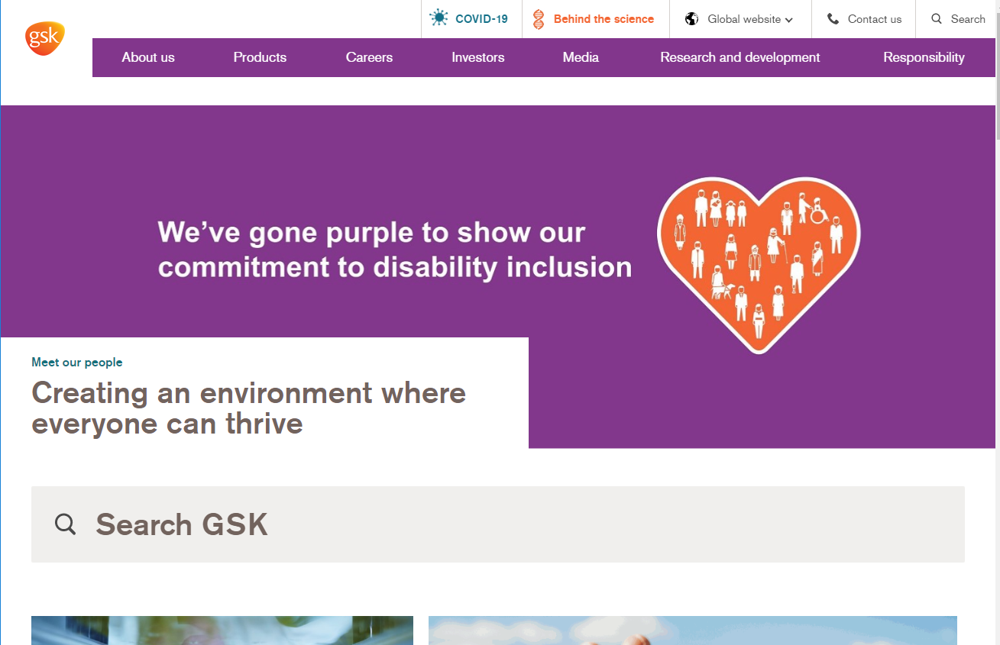 COVID-19
Behind the science
Global website
Contact us
Search
gsk
About us
Products
Careers
Investors
Media
Research and development
Responsibility
We've gone purple to show our
commitment to disability inclusion
Meet our people
Creating an environment where
everyone can thrive
Search GSK